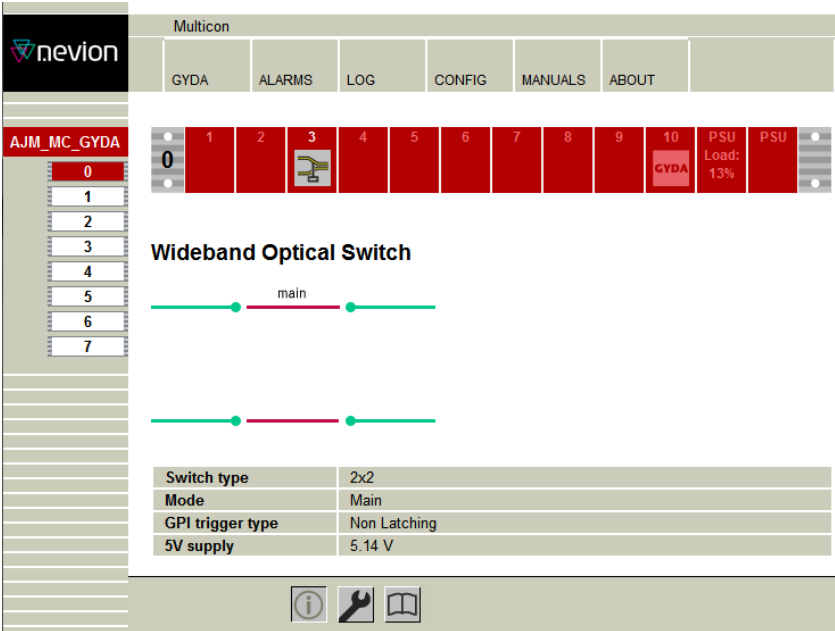 Multicon
nevion
GYDA ALARMS LOG CONFIG MANUALS ABOUT
AJM_MC_GYDA
0
1
2
3
4
5
6
7
0 1 2 3 4 5 6 7 8 9 10 PSU PSU
Load:
GYDA 13%
Wideband Optical Switch
main
Switch type 2x2
Mode Main
GPI trigger type Non Latching
5V supply 5.14 V